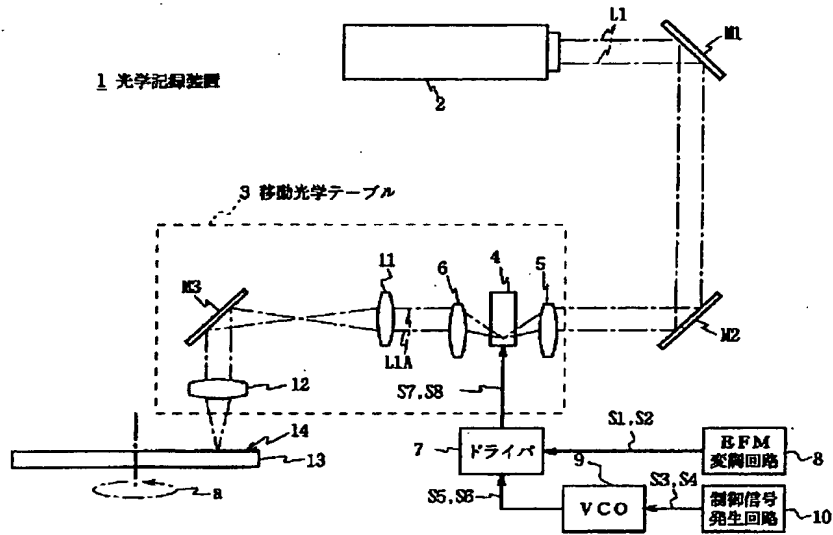 L1
M1
1 光学記録装置
2
3 移動光学テーブル
11
6
4
5
M3
L1A
M2
12
S7,S8
14
13
a
7
ドライバ
S1,S2
EFM
変調回路
8
9
S5,S6
VCO
S3,S4
制御信号
発生回路
10